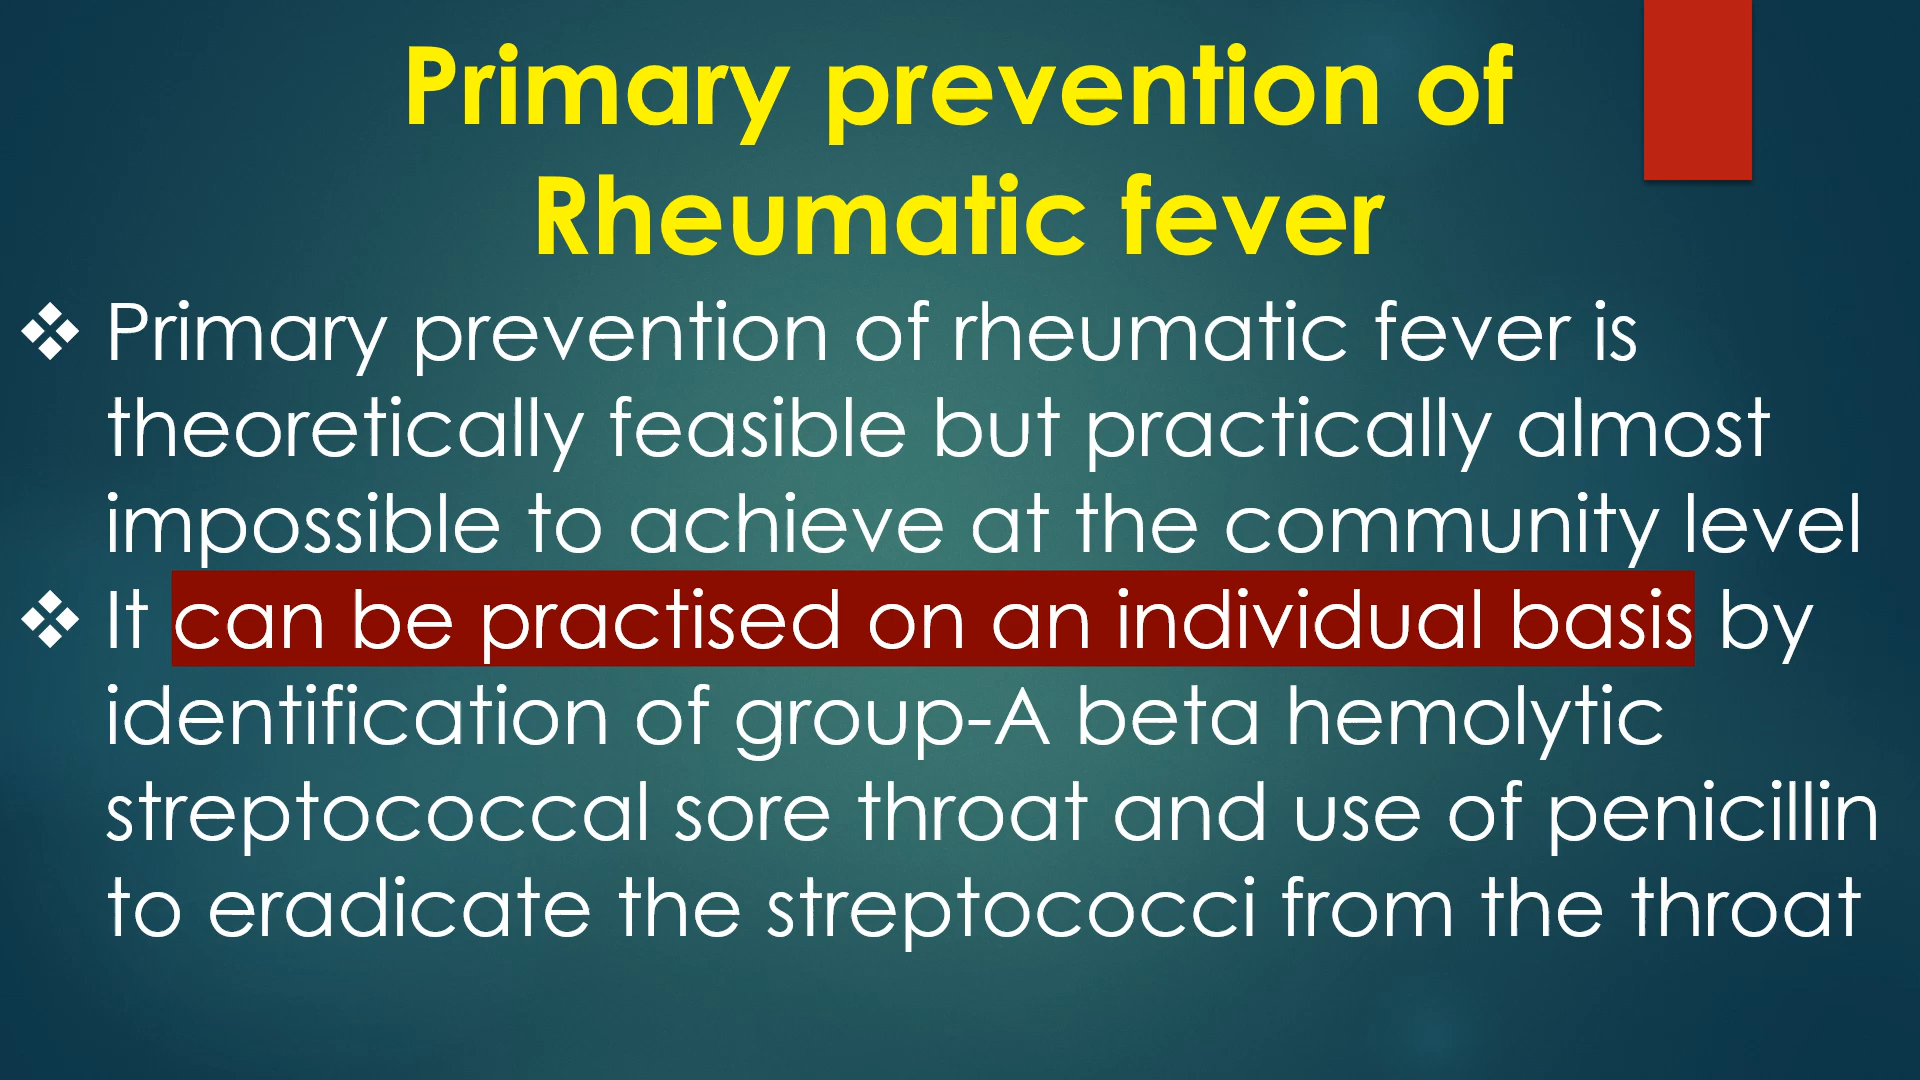 Primary prevention of
Rheumatic fever
❖ Primary prevention of rheumatic fever is
theoretically feasible but practically almost
impossible to achieve at the community level
❖ It can be practised on an individual basis by
identification of group-A beta hemolytic
streptococcal sore throat and use of penicillin
to eradicate the streptococci from the throat